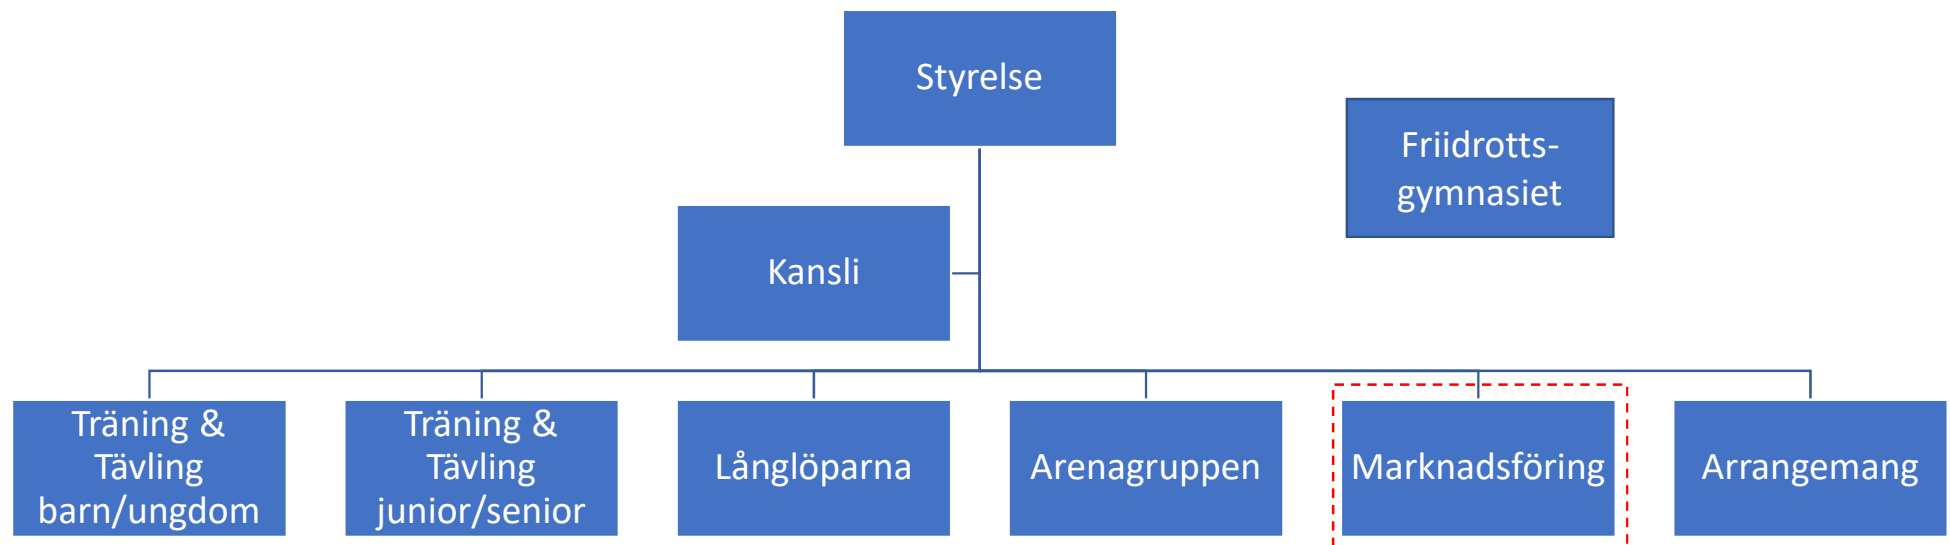 Styrelse
Friidrotts-
gymnasiet
Kansli
Träning &
Tävling
barn/ungdom
Träning &
Tävling
junior/senior
Långlöparna
Arenagruppen
Marknadsföring
Arrangemang